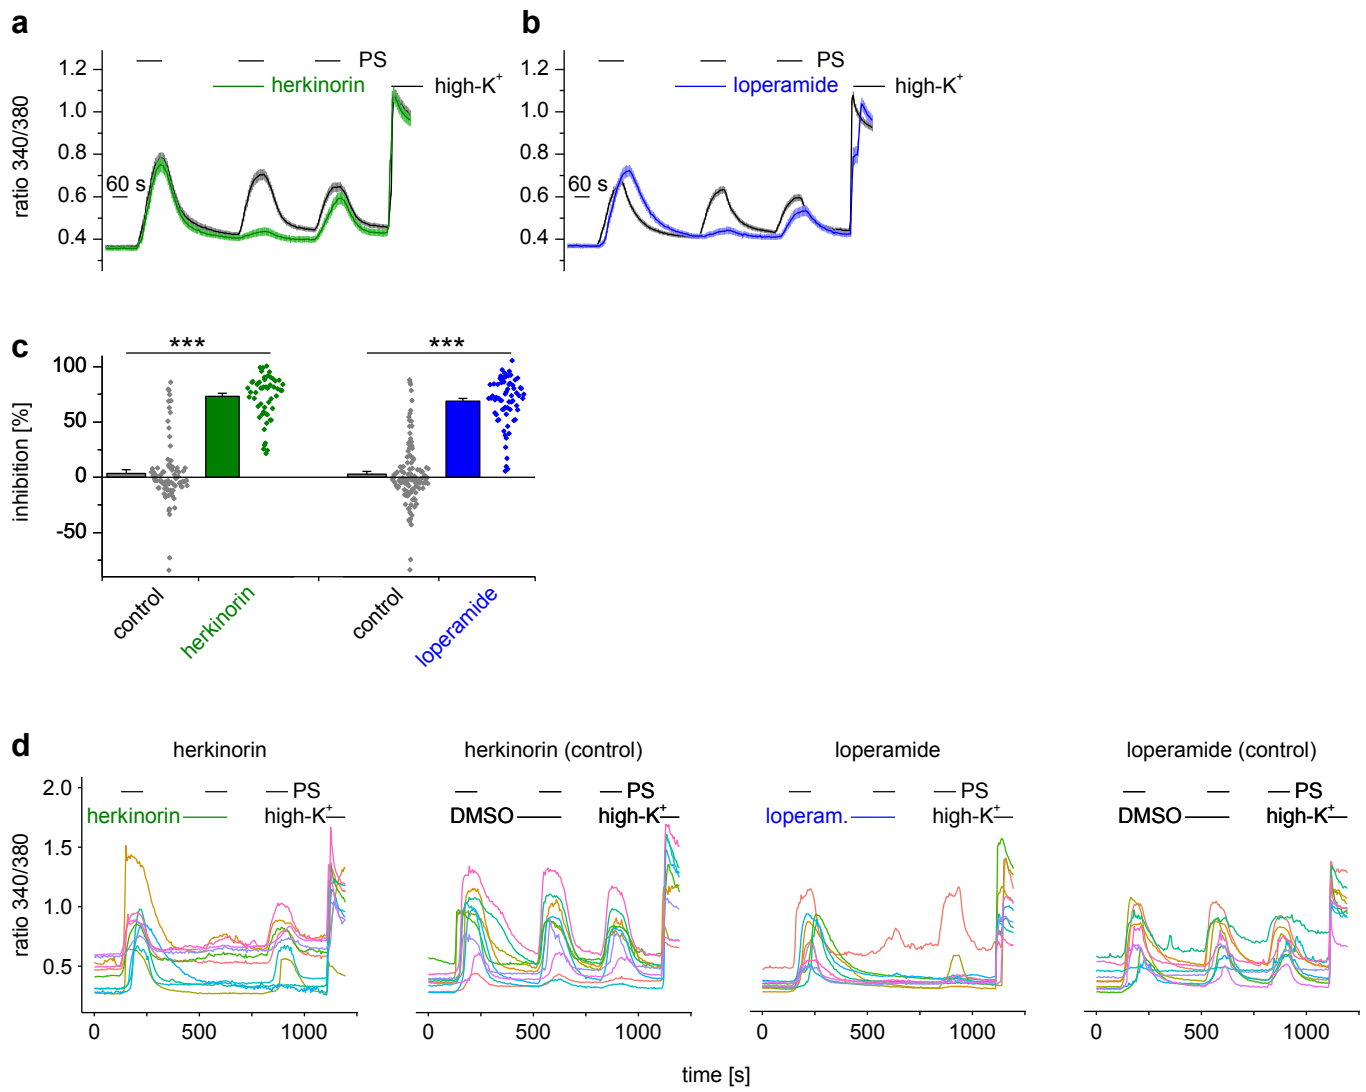 a
b
PS
PS
herkinorin
high-K+
loperamide
high-K+
1.2
1.0
0.8
0.6
0.4
ratio 340/380
60 s
1.2
1.0
0.8
0.6
0.4
60 s
c
***
***
100
50
0
-50
inhibition [%]
control
herkinorin
control
loperamide
d
herkinorin
herkinorin (control)
loperamide
loperamide (control)
2.0
1.5
1.0
0.5
ratio 340/380
PS
herkinorin
high-K+
PS
DMSO
high-K+
PS
loperam.
high-K+
PS
DMSO
high-K+
0
500
1000
0
500
1000
0
500
1000
0
500
1000
time [s]